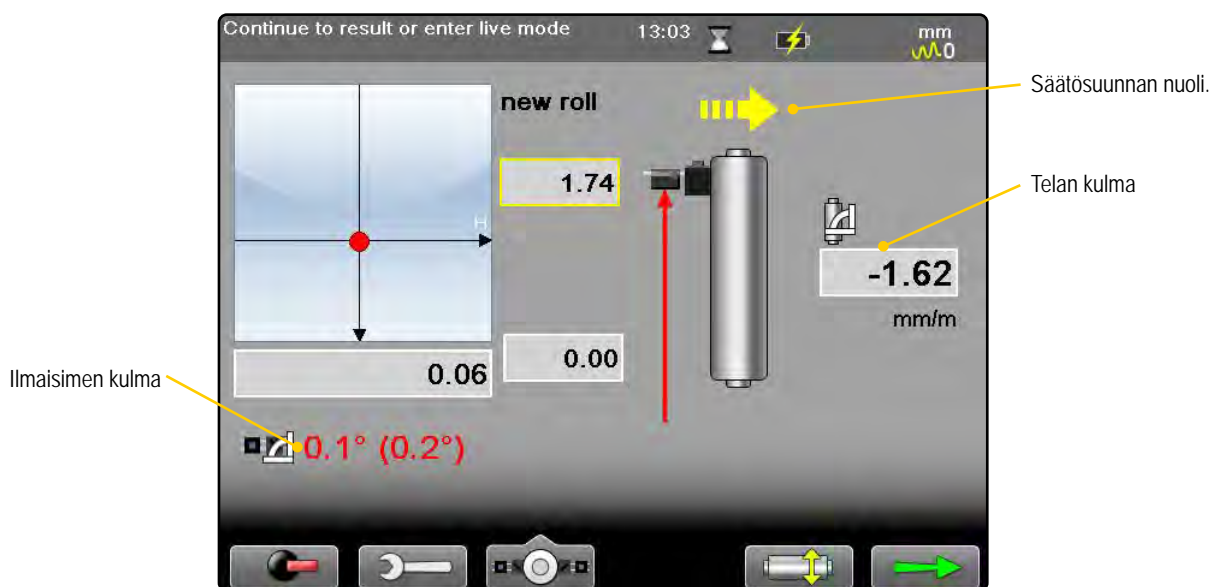 Continue to result or enter live mode 13:03 mm
0
new roll
Säätösuunnan nuoli.
1.74
Telan kulma
H
-1.62
mm/m
0.00
0.06
Ilmaisimen kulma
0.1° (0.2°)